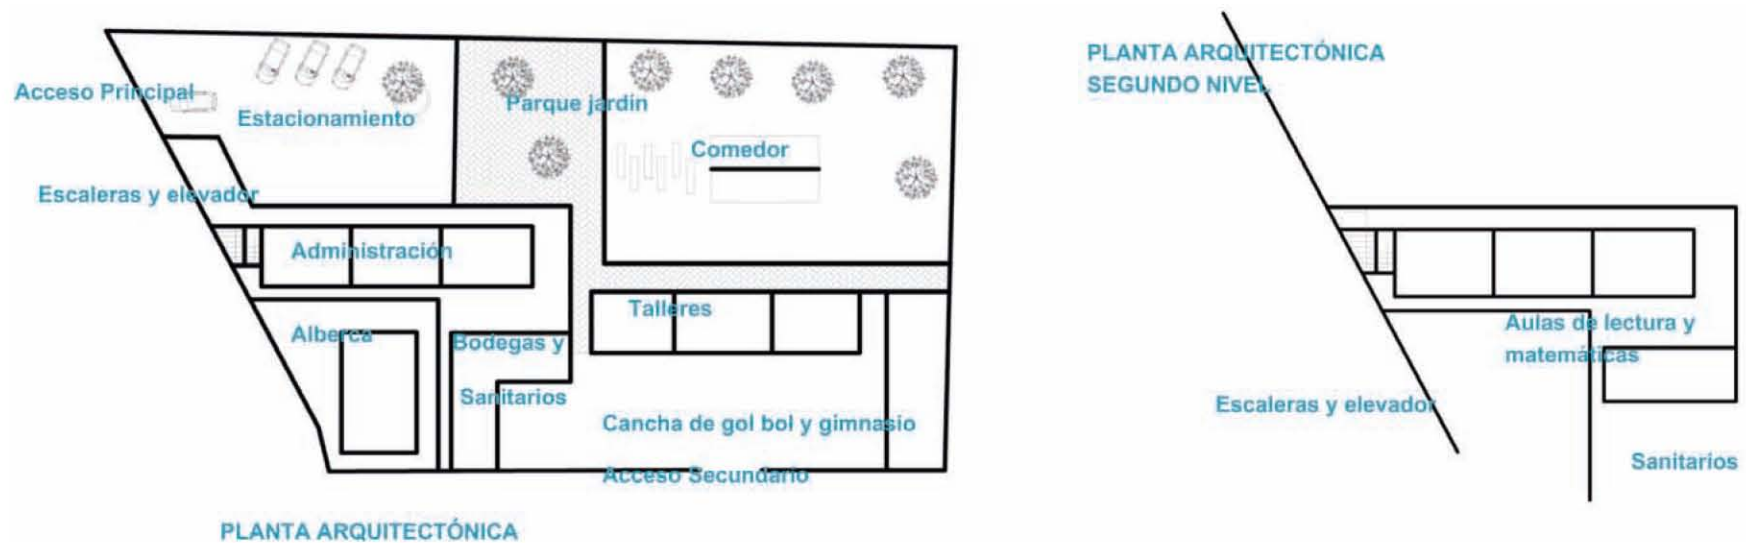 Acceso Principal
Estacionamiento
Parque jardín
Comedor
Escaleras y elevador
Administración
Talleres
Alberca
Bodegas y
Sanitarios
Cancha de gol bol y gimnasio
Acceso Secundario
PLANTA ARQUITECTÓNICA
PLANTA ARQUITECTÓNICA
SEGUNDO NIVEL
Aulas de lectura y
matemáticas
Escaleras y elevador
Sanitarios